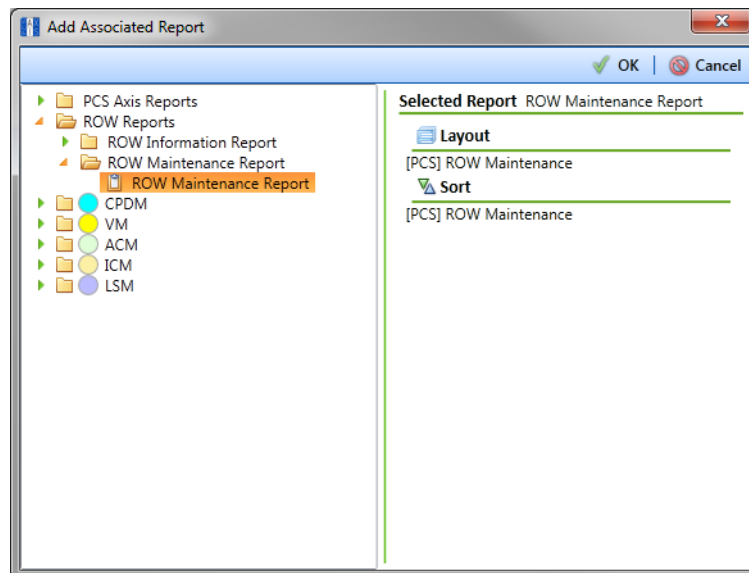 Add Associated Report
OK
Cancel
PCS Axis Reports
ROW Reports
ROW Information Report
ROW Maintenance Report
ROW Maintenance Report
CPDM
VM
ACM
ICM
LSM
Selected Report ROW Maintenance Report
Layout
[PCS] ROW Maintenance
Sort
[PCS] ROW Maintenance